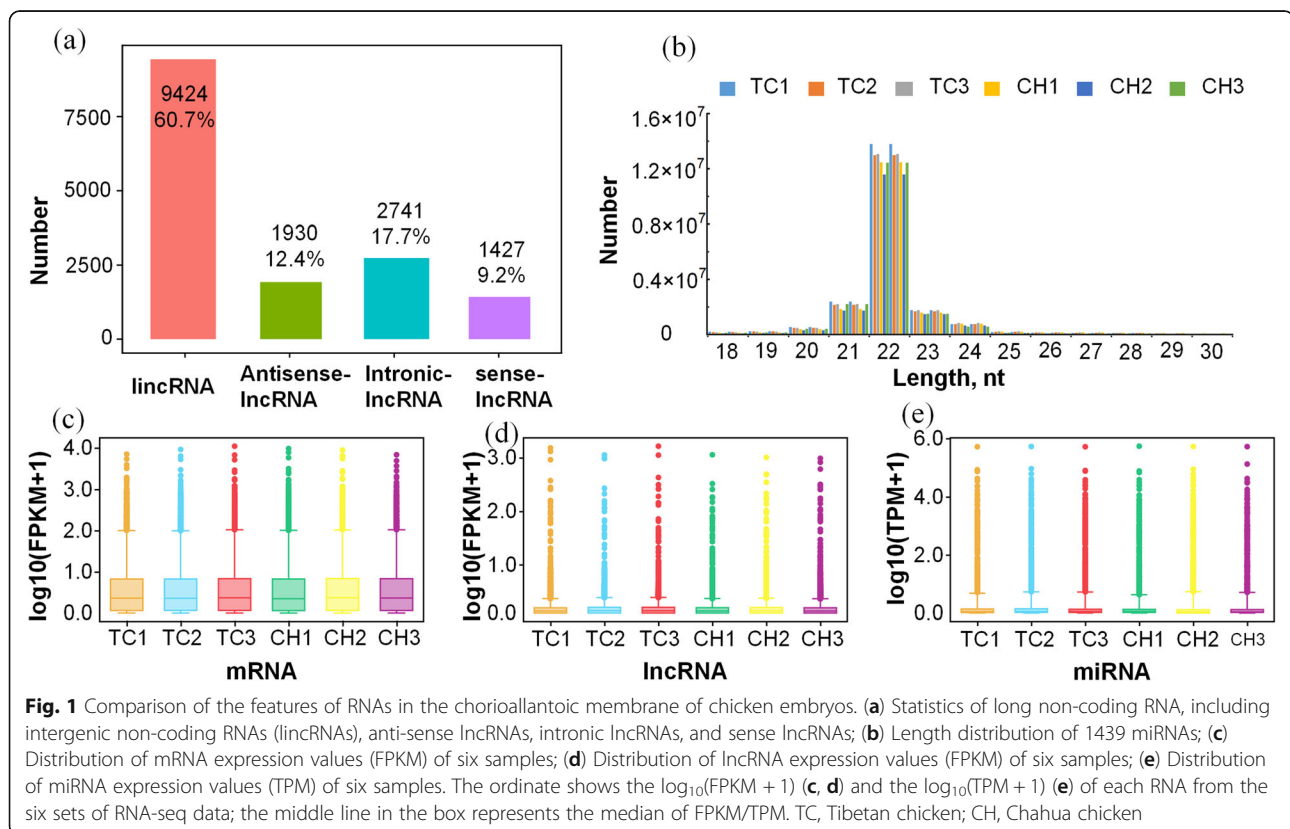 (a)
Number
7500
5000
2500
0
9424
60.7%
1930
12.4%
2741
17.7%
1427
9.2%
lincRNA
Antisense-
lncRNA
Intronic-
lncRNA
sense-
lncRNA
(b)
TC1 TC2 TC3 CH1 CH2 CH3
Number
1.6×10⁷
1.2×10⁷
0.8×10⁷
0.4×10⁷
0
18 19 20 21 22 23 24 25 26 27 28 29 30
Length, nt
(c)
log10(FPKM+1)
4.0
3.0
2.0
1.0
0.0
TC1 TC2 TC3 CH1 CH2 CH3
mRNA
(d)
log10(FPKM+1)
3.0
1.0
0.0
TC1 TC2 TC3 CH1 CH2 CH3
lncRNA
(e)
log10(TPM+1)
6.0
4.0
2.0
0.0
TC1 TC2 TC3 CH1 CH2 CH3
miRNA
Fig. 1 Comparison of the features of RNAs in the chorioallantoic membrane of chicken embryos. (a) Statistics of long non-coding RNA, including
intergenic non-coding RNAs (lincRNAs), anti-sense lncRNAs, intronic lncRNAs, and sense lncRNAs; (b) Length distribution of 1439 miRNAs; (c)
Distribution of mRNA expression values (FPKM) of six samples; (d) Distribution of lncRNA expression values (FPKM) of six samples; (e) Distribution
of miRNA expression values (TPM) of six samples. The ordinate shows the log₁₀(FPKM + 1) (c, d) and the log₁₀(TPM + 1) (e) of each RNA from the
six sets of RNA-seq data; the middle line in the box represents the median of FPKM/TPM. TC, Tibetan chicken; CH, Chahua chicken